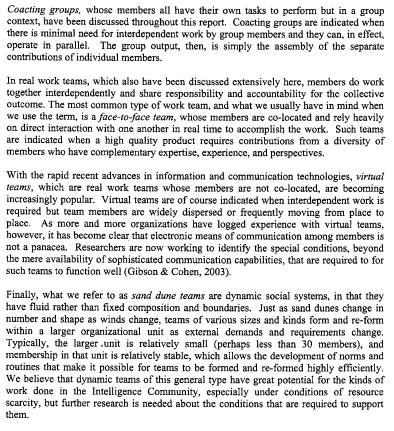 Coacting groups, whose members all have their own tasks to perform but in a group
context, have been discussed throughout this report. Coacting groups are indicated when
there is minimal need for interdependent work by group members and they can, in effect,
operate in parallel. The group output, then, is simply the assembly of the separate
contributions of individual members.

In real work teams, which also have been discussed extensively here, members do work
together interdependently and share responsibility and accountability for the collective
outcome. The most common type of work team, and what we usually have in mind when
we use the term, is a face-to-face team, whose members are co-located and rely heavily
on direct interaction with one another in real time to accomplish the work. Such teams
are indicated when a high quality product requires contributions from a diversity of
members who have complementary expertise, experience, and perspectives.

With the rapid recent advances in information and communication technologies, virtual
teams, which are real work teams whose members are not co-located, are becoming
increasingly popular. Virtual teams are of course indicated when interdependent work is
required but team members are widely dispersed or frequently moving from place to
place. As more and more organizations have logged experience with virtual teams,
however, it has become clear that electronic means of communication among members is
not a panacea. Researchers are now working to identify the special conditions, beyond
the mere availability of sophisticated communication capabilities, that are required to for
such teams to function well (Gibson & Cohen, 2003).

Finally, what we refer to as sand dune teams are dynamic social systems, in that they
have fluid rather than fixed composition and boundaries. Just as sand dunes change in
number and shape as winds change, teams of various sizes and kinds form and re-form
within a larger organizational unit as external demands and requirements change.
Typically, the larger unit is relatively small (perhaps less than 30 members), and
membership in that unit is relatively stable, which allows the development of norms and
routines that make it possible for teams to be formed and re-formed highly efficiently.
We believe that dynamic teams of this general type have great potential for the kinds of
work done in the Intelligence Community, especially under conditions of resource
scarcity, but further research is needed about the conditions that are required to support
them.